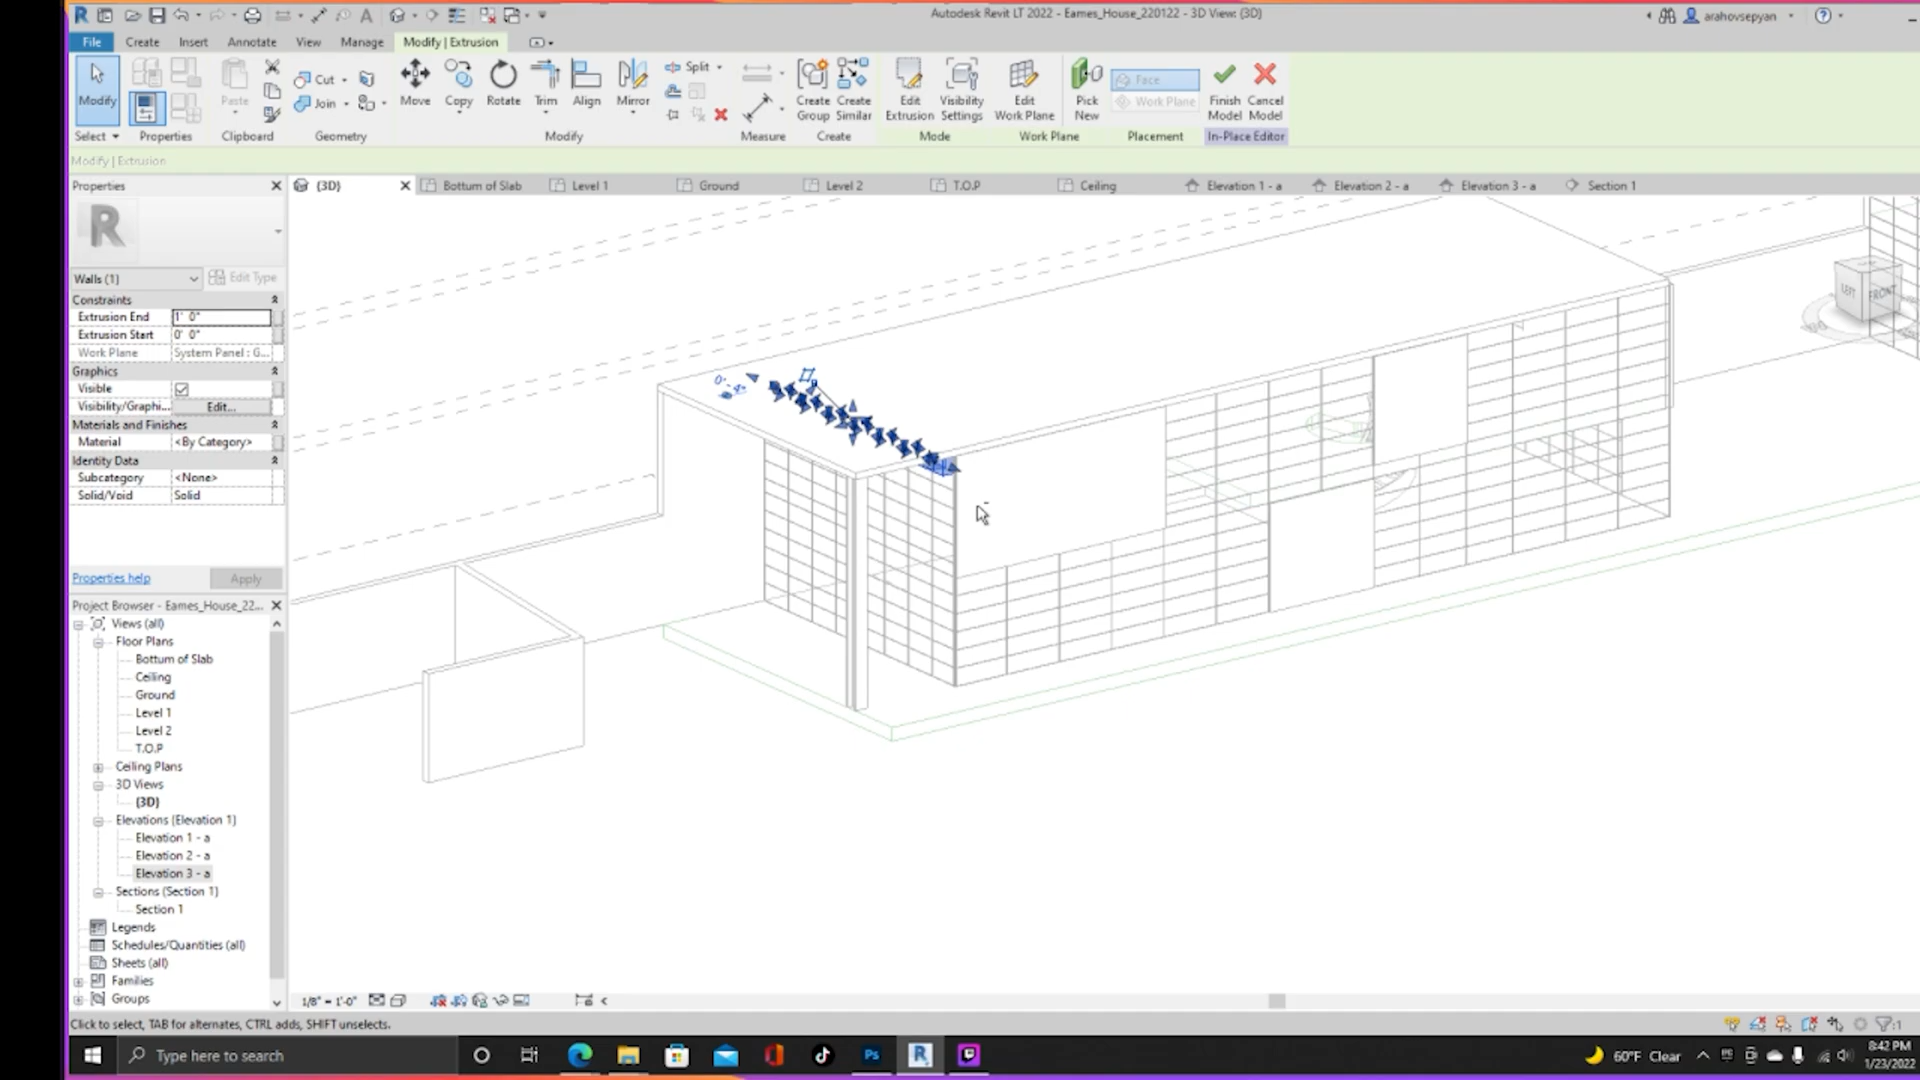 Autodesk Revit LT 2022 - Eames_House_220122 - 3D View: {3D}
arahovsepyan
File Create Insert Annotate View Manage Modify | Extrusion
Modify Paste Cut Join Move Copy Rotate Trim Align Mirror Split Create Group Create Similar Edit Extrusion Visibility Settings Edit Work Plane Pick New Face Work Plane Finish Model Cancel Model
Select Properties Clipboard Geometry Modify Measure Create Mode Work Plane Placement In-Place Editor
Modify | Extrusion
Properties
{3D} Bottum of Slab Level 1 Ground Level 2 T.O.P Ceiling Elevation 1 - a Elevation 2 - a Elevation 3 - a Section 1
R
Walls (1) Edit Type
Constraints
Extrusion End 1' 0"
Extrusion Start 0' 0"
Work Plane System Panel : G...
Graphics
Visible
Visibility/Graphi... Edit...
Materials and Finishes
Material <By Category>
Identity Data
Subcategory <None>
Solid/Void Solid
Properties help Apply
0' - 4"
LEFT FRONT
Project Browser - Eames_House_22...
Views (all)
Floor Plans
Bottum of Slab
Ceiling
Ground
Level 1
Level 2
T.O.P
Ceiling Plans
3D Views
{3D}
Elevations (Elevation 1)
Elevation 1 - a
Elevation 2 - a
Elevation 3 - a
Sections (Section 1)
Section 1
Legends
Schedules/Quantities (all)
Sheets (all)
Families
Groups
1/8" = 1'-0"
Click to select, TAB for alternates, CTRL adds, SHIFT unselects.
:1
Type here to search
Ps
R
60°F Clear
8:42 PM
1/23/2022